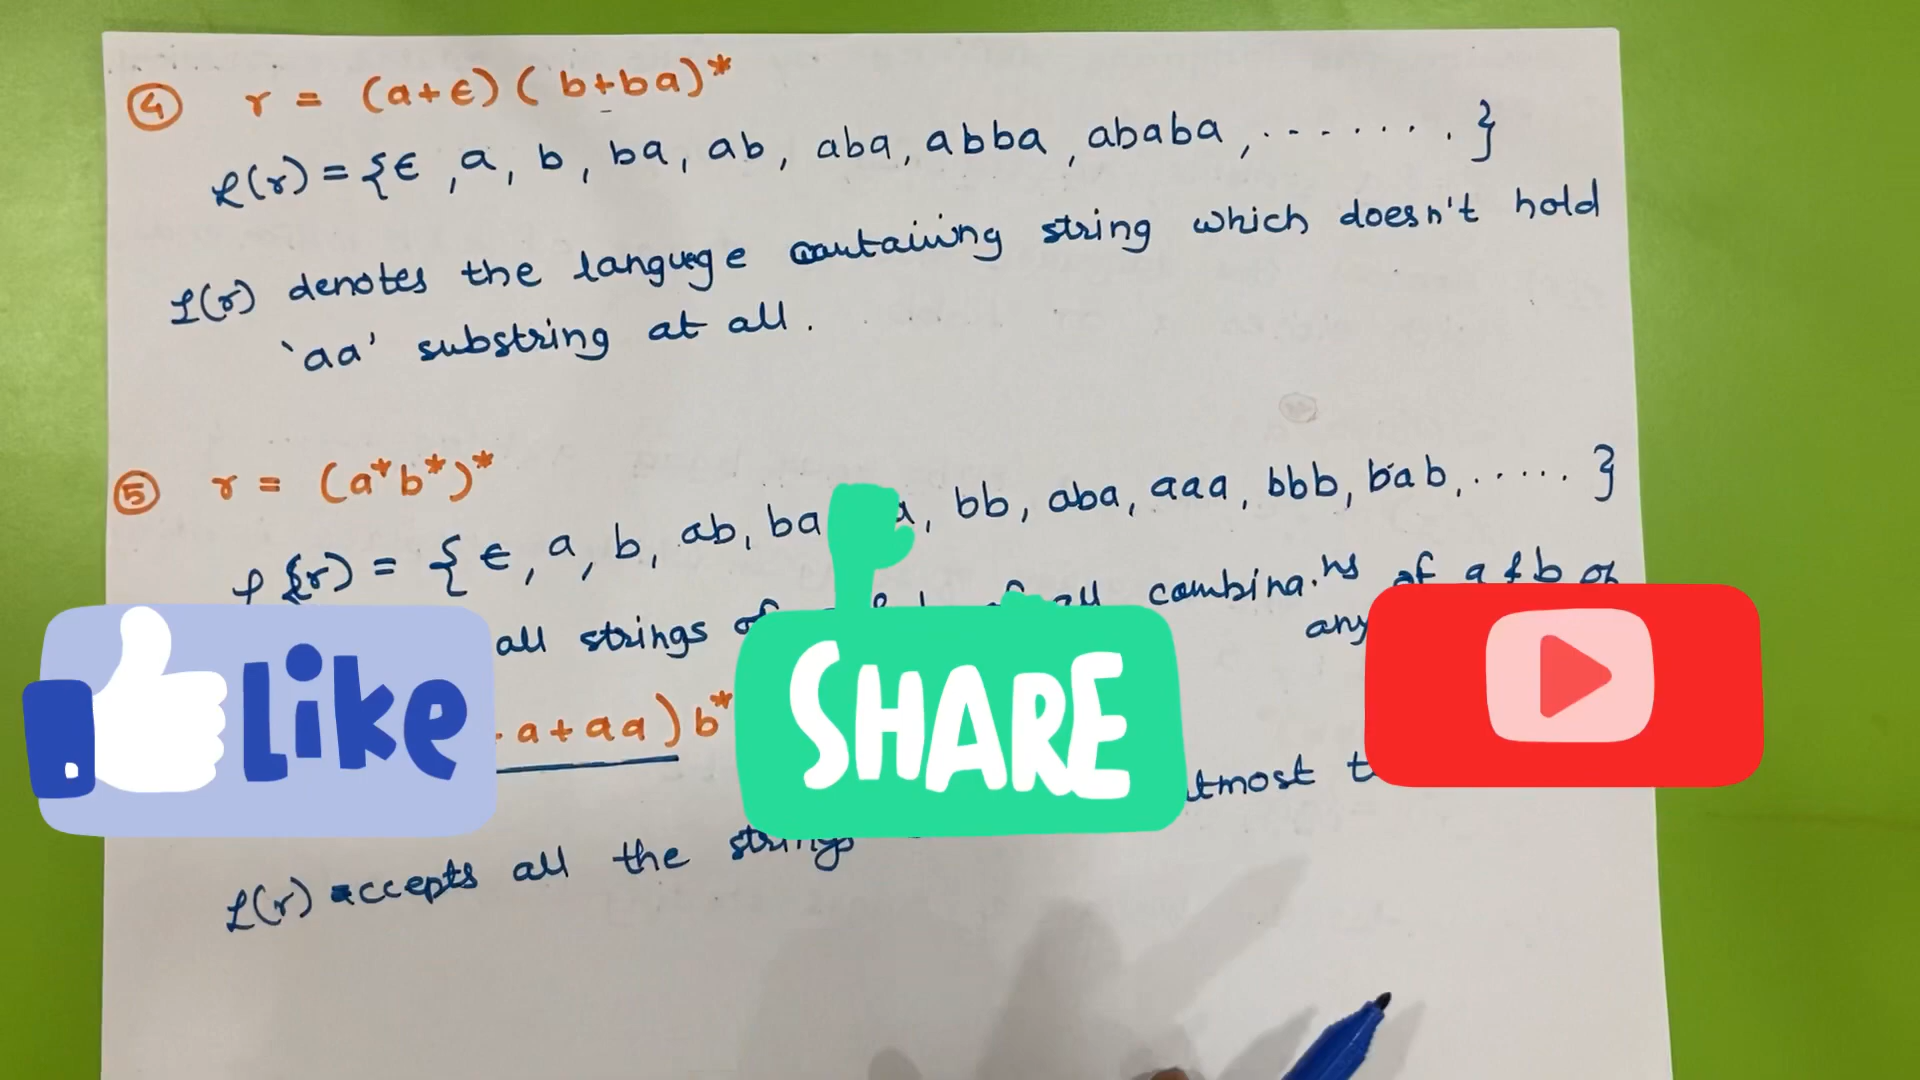 ④ r = (a+ϵ) ( b+ba)*
L(r) = {ϵ , a, b, ba, ab, aba, abba, ababa, ....... }
L(r) denotes the language containing string which doesn't hold
'aa' substring at all.
⑤ r = (a*b*)*
L(r) = { ϵ, a, b, ab, ba , bb, aba, aaa, bbb, bab, ..... }
all strings of all combina.ns of a & b of
any
a + aa) b*
tmost
L(r) accepts all the strings
Like
SHARE